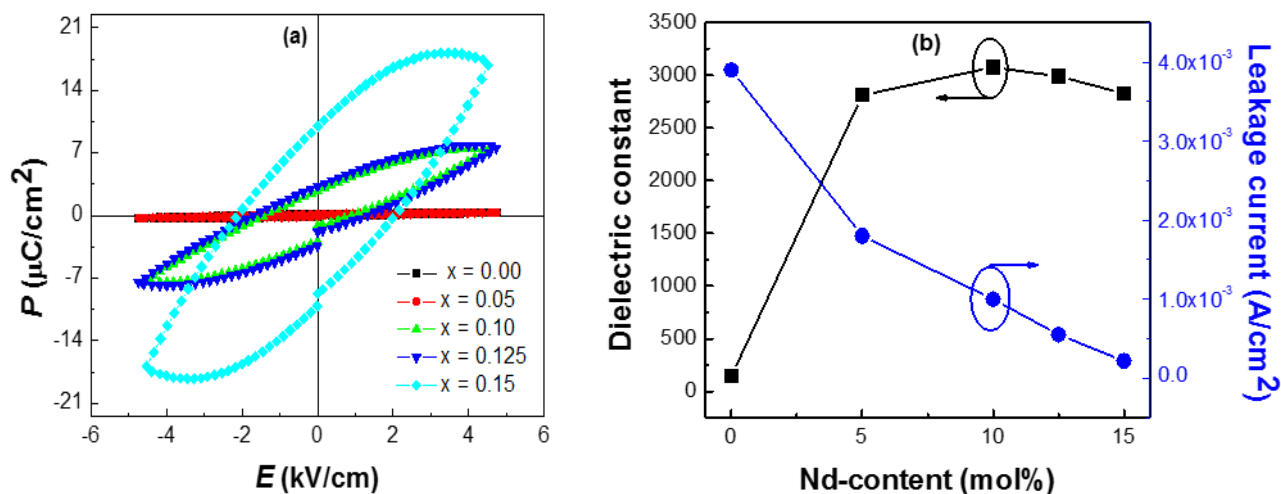 (a)
21
14
7
0
-7
-14
-21
P (μC/cm²)
x = 0.00
x = 0.05
x = 0.10
x = 0.125
x = 0.15
-6 -4 -2 0 2 4 6
E (kV/cm)
(b)
3500
3000
2500
2000
1500
1000
500
0
Dielectric constant
4.0x10⁻³
3.0x10⁻³
2.0x10⁻³
1.0x10⁻³
0.0
Leakage current (A/cm²)
0 5 10 15
Nd-content (mol%)